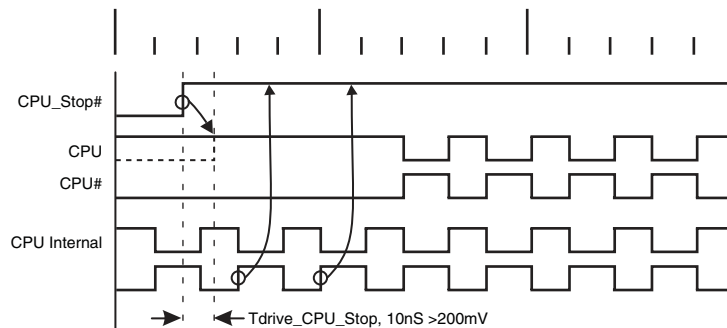 CPU_Stop#
CPU
CPU#
CPU Internal
Tdrive_CPU_Stop, 10nS >200mV